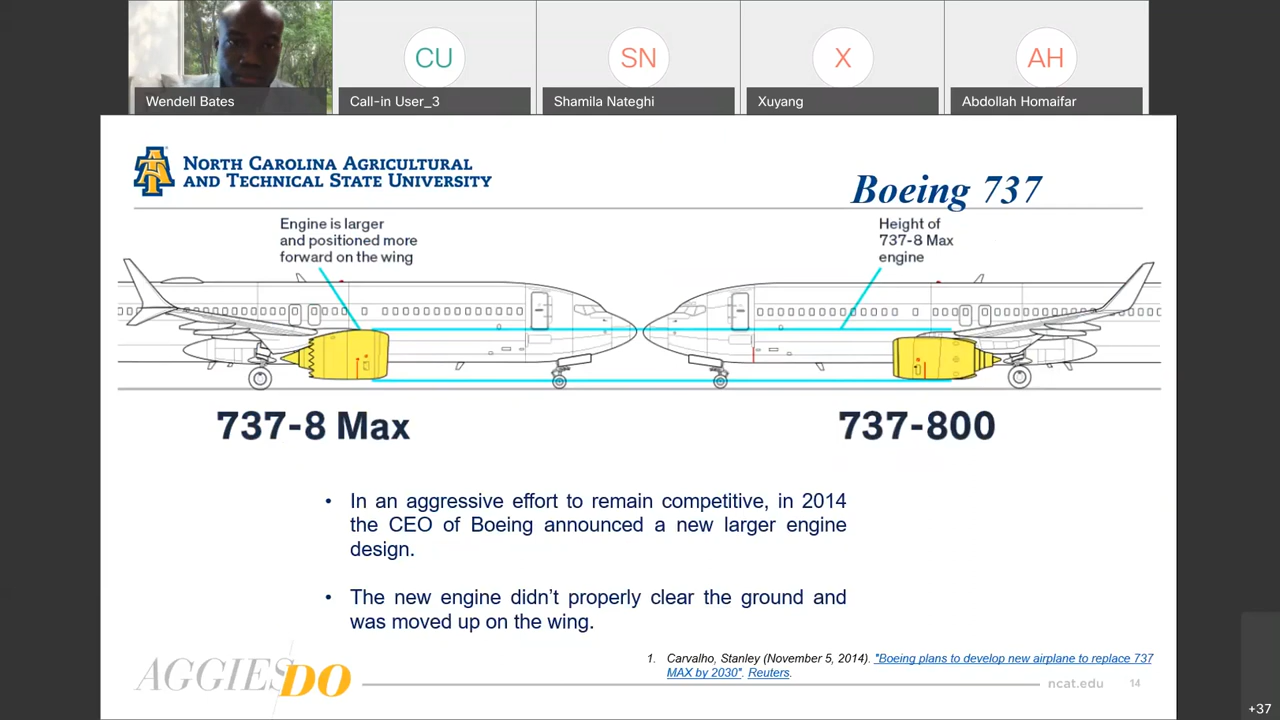 CU
SN
X
AH
Wendell Bates
Call-in User_3
Shamila Nateghi
Xuyang
Abdollah Homaifar
NORTH CAROLINA AGRICULTURAL
AND TECHNICAL STATE UNIVERSITY
Boeing 737
Engine is larger
and positioned more
forward on the wing
Height of
737-8 Max
engine
737-8 Max
737-800
• In an aggressive effort to remain competitive, in 2014
the CEO of Boeing announced a new larger engine
design.
• The new engine didn't properly clear the ground and
was moved up on the wing.
1. Carvalho, Stanley (November 5, 2014). "Boeing plans to develop new airplane to replace 737
MAX by 2030". Reuters.
AGGIES DO
ncat.edu
14
+37